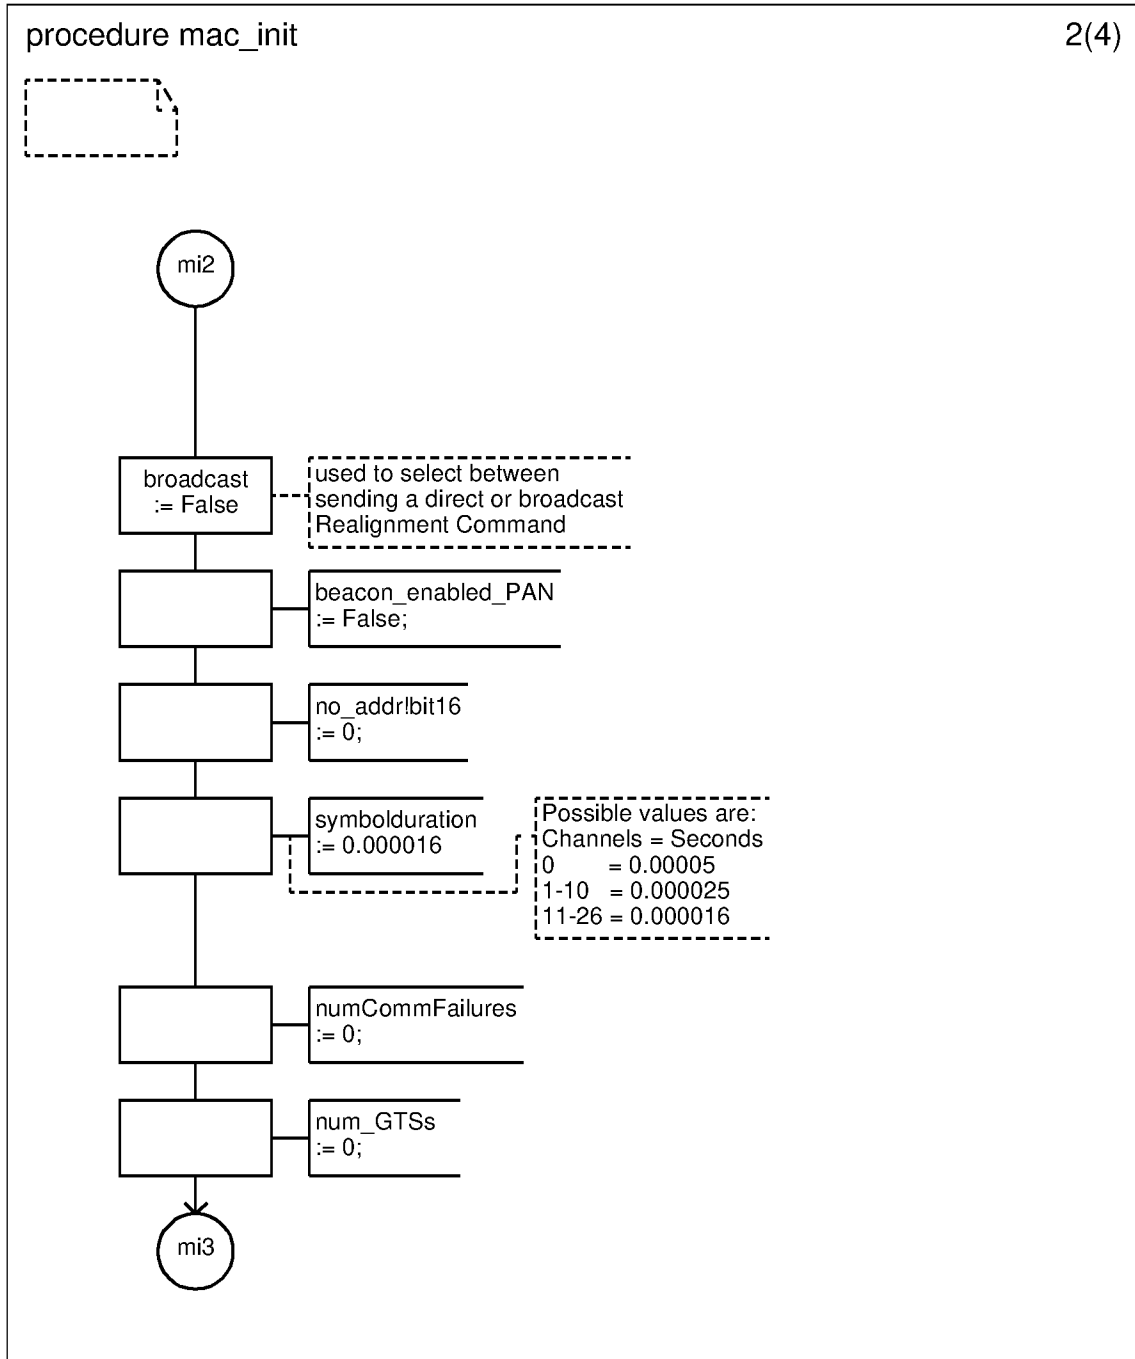 procedure mac_init
2(4)
mi2
broadcast
:= False
used to select between
sending a direct or broadcast
Realignment Command
beacon_enabled_PAN
:= False;
no_addr!bit16
:= 0;
symbolduration
:= 0.000016
Possible values are:
Channels = Seconds
0 = 0.00005
1-10 = 0.000025
11-26 = 0.000016
numCommFailures
:= 0;
num_GTSs
:= 0;
mi3